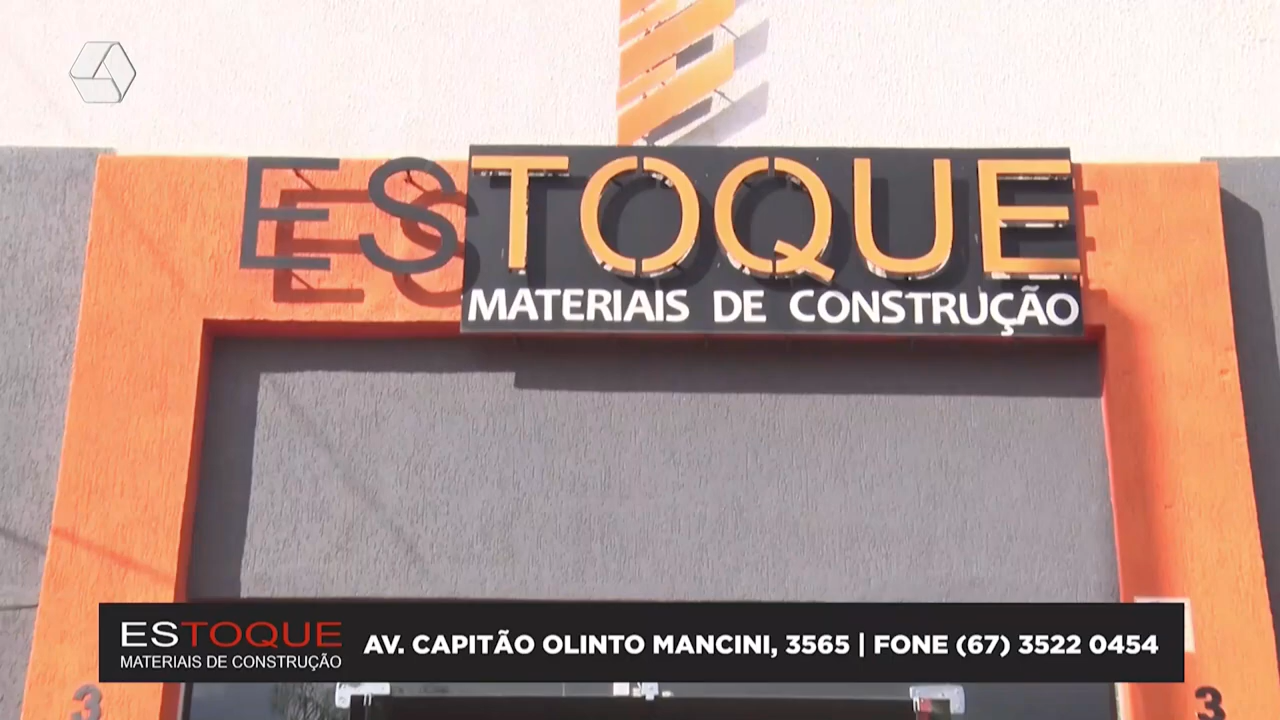 ESTOQUE
MATERIAIS DE CONSTRUÇÃO
ESTOQUE
MATERIAIS DE CONSTRUÇÃO
AV. CAPITÃO OLINTO MANCINI, 3565 | FONE (67) 3522 0454
3
3